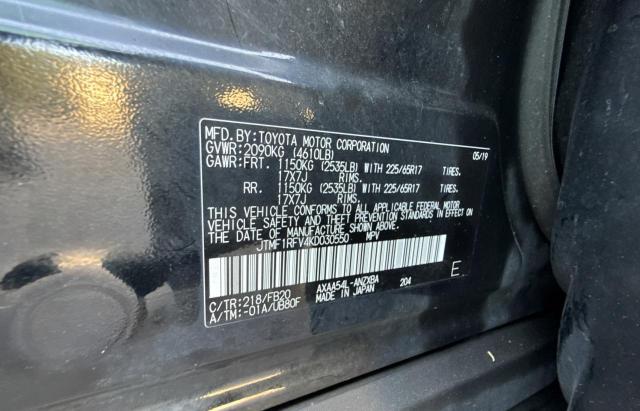 MFD.BY:TOYOTA MOTOR CORPORATION 05/19
GVWR:2090KG (4610LB)
GAWR:FRT. 1150KG (2535LB) WITH 225/65R17 TIRES.
17X7J RIMS.
RR. 1150KG (2535LB) WITH 225/65R17 TIRES.
17X7J RIMS.
THIS VEHICLE CONFORMS TO ALL APPLICABLE FEDERAL MOTOR
VEHICLE SAFETY AND THEFT PREVENTION STANDARDS IN EFFECT ON
THE DATE OF MANUFACTURE SHOWN ABOVE.
JTMF1RFV4KD030550 MPV
C/TR:218/FB20 AXAA54L-ANZXBA 204 E
A/TM:-01A/UB80F MADE IN JAPAN